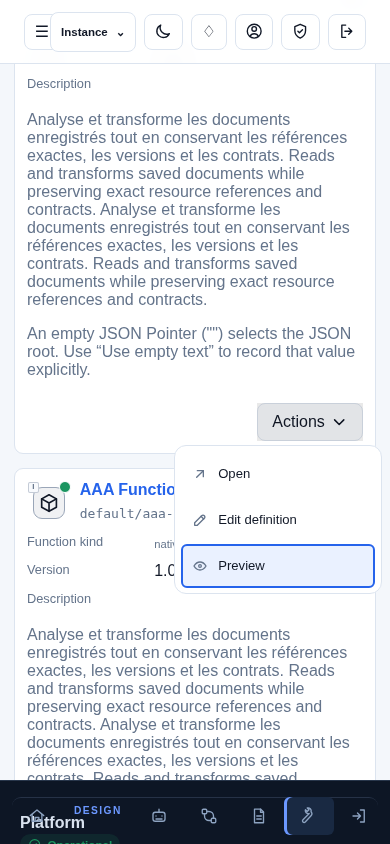 Instance
Description
Analyse et transforme les documents
enregistrés tout en conservant les références
exactes, les versions et les contrats. Reads
and transforms saved documents while
preserving exact resource references and
contracts. Analyse et transforme les
documents enregistrés tout en conservant les
références exactes, les versions et les
contrats. Reads and transforms saved
documents while preserving exact resource
references and contracts.
An empty JSON Pointer ("") selects the JSON
root. Use “Use empty text” to record that value
explicitly.
Actions
Open
Edit definition
Preview
AAA Functio
default/aaa-
Function kind
nativ
Version
1.0
Description
Analyse et transforme les documents
enregistrés tout en conservant les références
exactes, les versions et les contrats. Reads
and transforms saved documents while
preserving exact resource references and
contracts. Analyse et transforme les
documents enregistrés tout en conservant les
références exactes, les versions et les
contrats. Reads and transforms saved
DESIGN
Platform
Operational